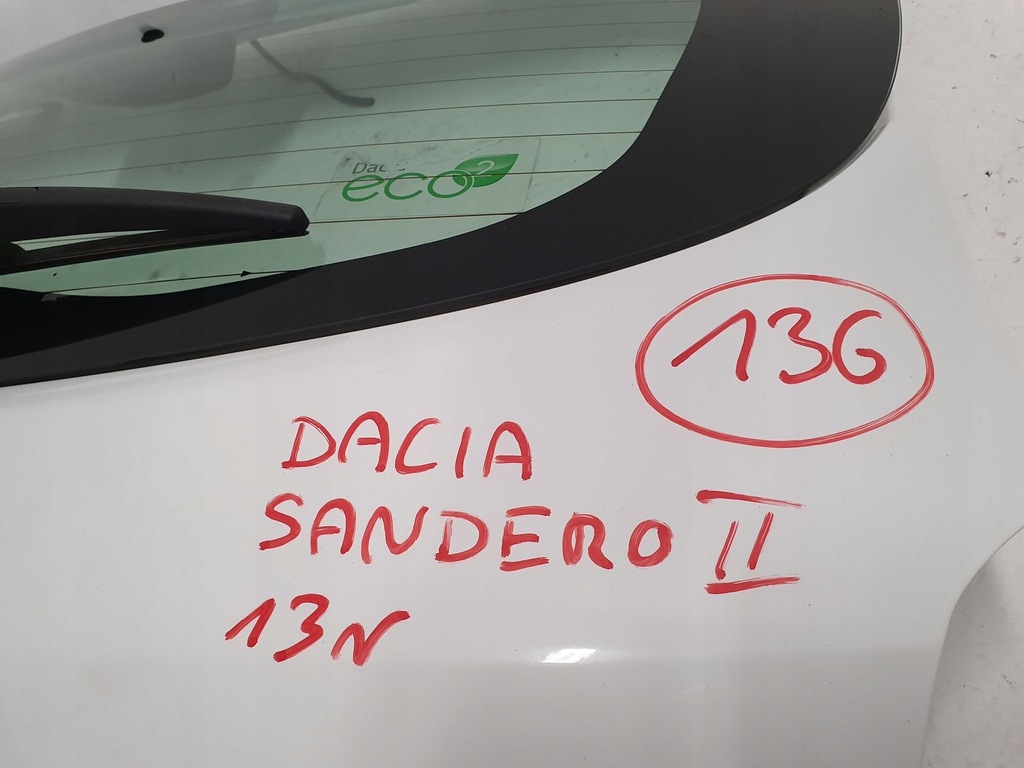 eco2
136
DACIA
SANDERO II
13r